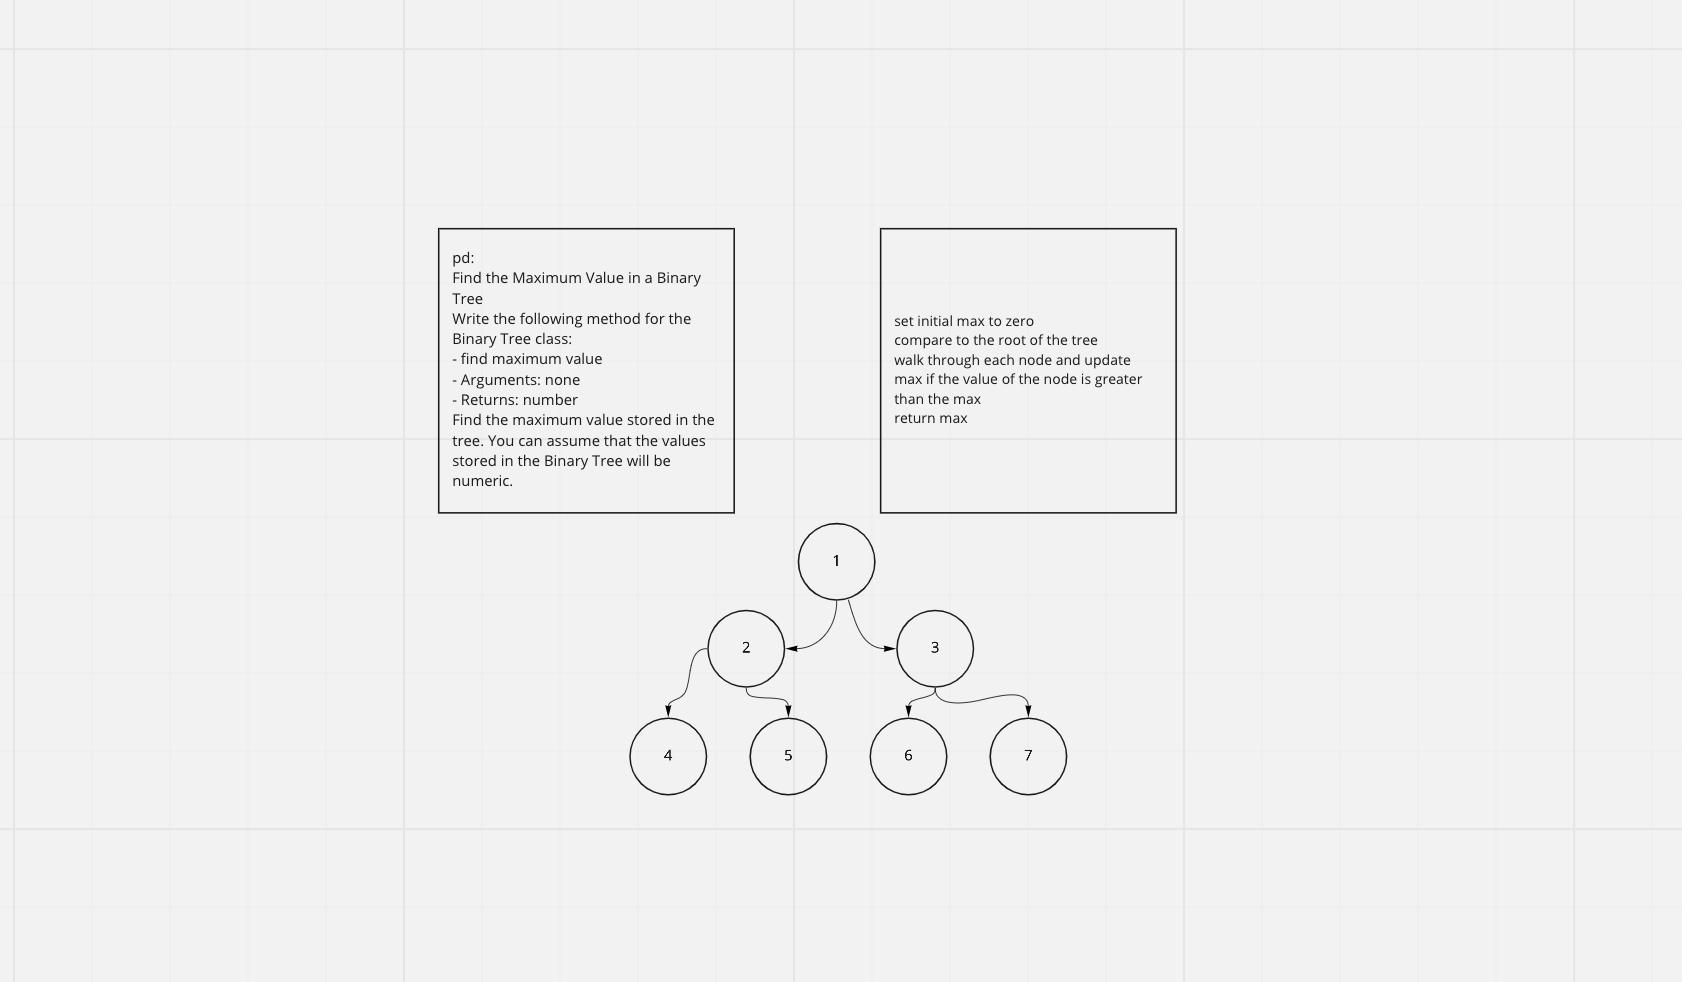 pd:
Find the Maximum Value in a Binary
Tree
Write the following method for the
Binary Tree class:
- find maximum value
- Arguments: none
- Returns: number
Find the maximum value stored in the
tree. You can assume that the values
stored in the Binary Tree will be
numeric.
set initial max to zero
compare to the root of the tree
walk through each node and update
max if the value of the node is greater
than the max
return max
1
2
3
4
5
6
7